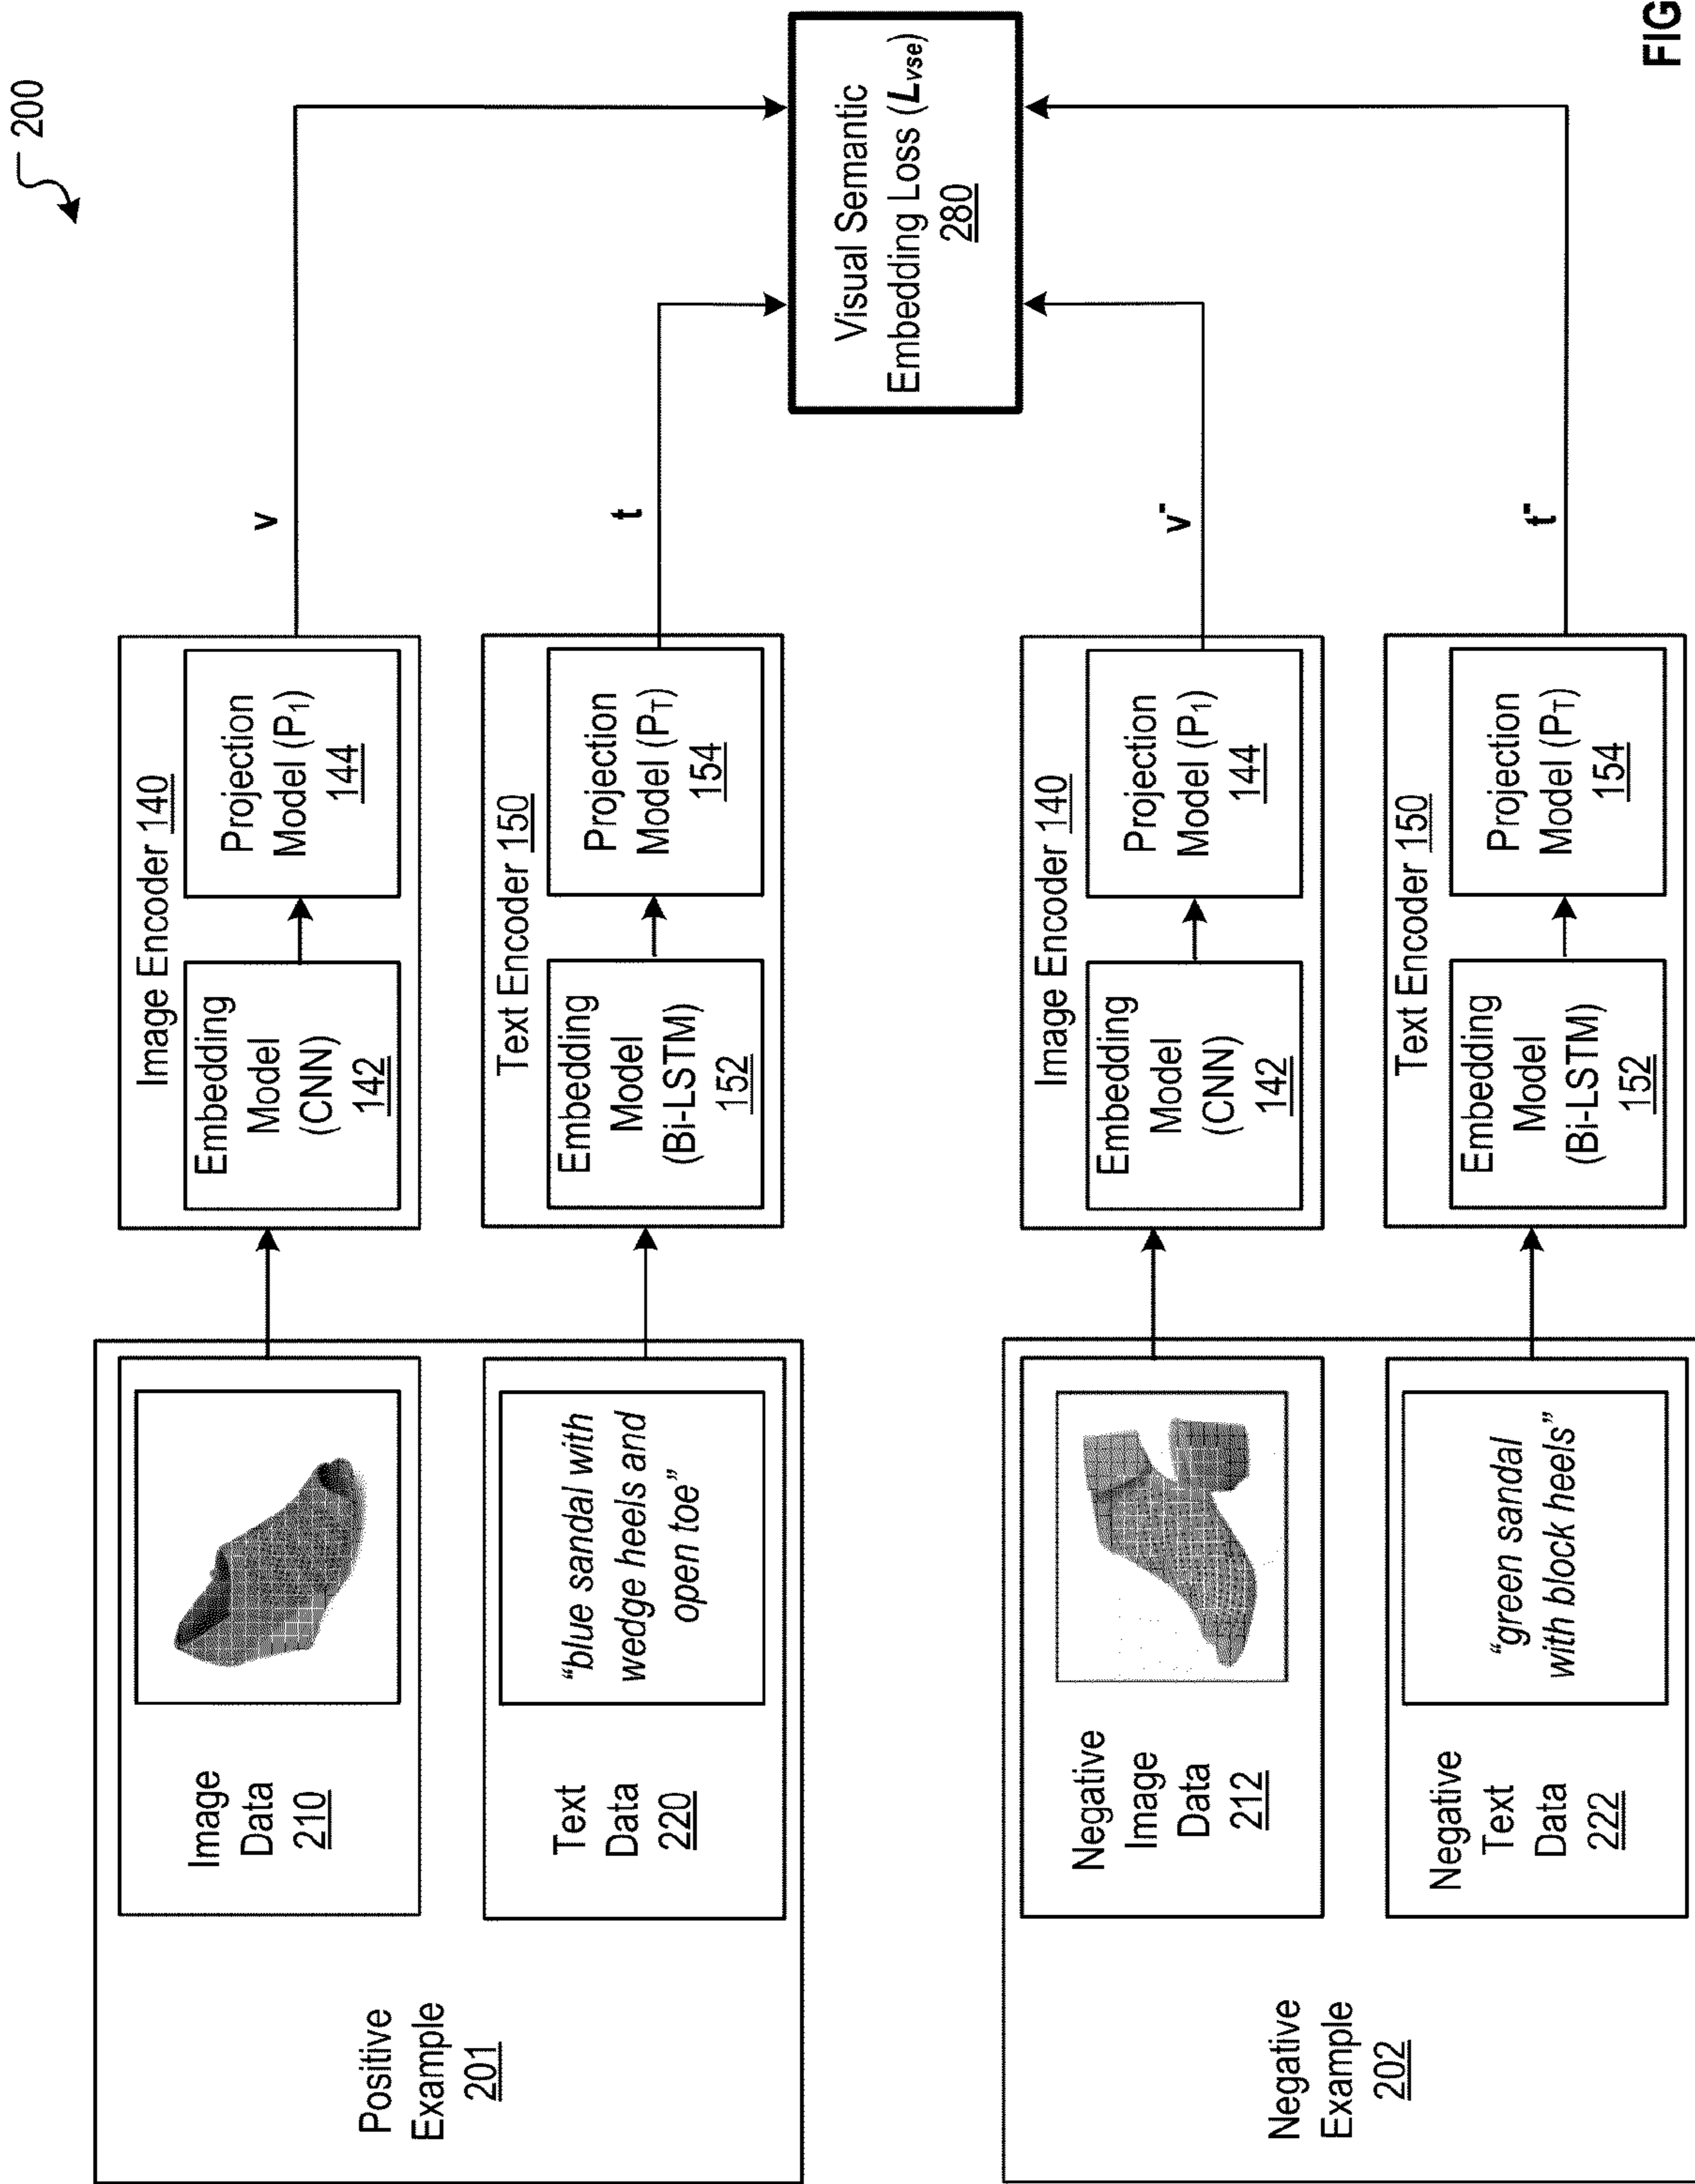 200
Positive
Example
201
Image
Data
210
Image Encoder 140
Embedding
Model
(CNN)
142
Projection
Model (P₁)
144
v
Text
Data
220
“blue sandal with
wedge heels and
open toe”
Text Encoder 150
Embedding
Model
(Bi-LSTM)
152
Projection
Model (PT)
154
t
Visual Semantic
Embedding Loss (Lvse)
280
Negative
Example
202
Negative
Image
Data
212
Image Encoder 140
Embedding
Model
(CNN)
142
Projection
Model (P₁)
144
v⁻
Negative
Text
Data
222
“green sandal
with block heels”
Text Encoder 150
Embedding
Model
(Bi-LSTM)
152
Projection
Model (PT)
154
t⁻
FIG